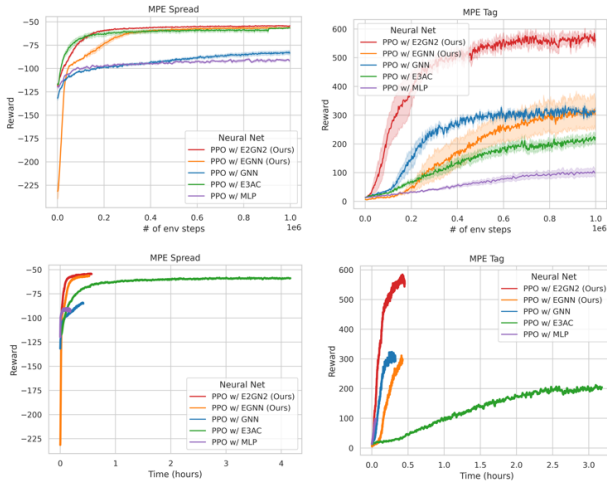 MPE Spread
−50
−75
−100
−125
−150
−175
−200
−225
Reward
0.0 0.2 0.4 0.6 0.8 1.0
# of env steps
1e6
Neural Net
PPO w/ E2GN2 (Ours)
PPO w/ EGNN (Ours)
PPO w/ GNN
PPO w/ E3AC
PPO w/ MLP
MPE Tag
600
500
400
300
200
100
0
Reward
0.0 0.2 0.4 0.6 0.8 1.0
# of env steps
1e6
Neural Net
PPO w/ E2GN2 (Ours)
PPO w/ EGNN (Ours)
PPO w/ GNN
PPO w/ E3AC
PPO w/ MLP
MPE Spread
−50
−75
−100
−125
−150
−175
−200
−225
Reward
0 1 2 3 4
Time (hours)
Neural Net
PPO w/ E2GN2 (Ours)
PPO w/ EGNN (Ours)
PPO w/ GNN
PPO w/ E3AC
PPO w/ MLP
MPE Tag
600
500
400
300
200
100
0
Reward
0.0 0.5 1.0 1.5 2.0 2.5 3.0
Time (hours)
Neural Net
PPO w/ E2GN2 (Ours)
PPO w/ EGNN (Ours)
PPO w/ GNN
PPO w/ E3AC
PPO w/ MLP